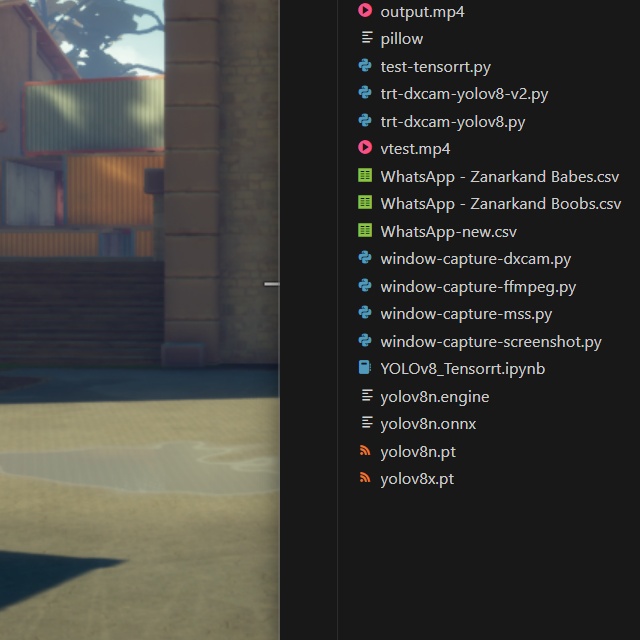 output.mp4
pillow
test-tensorrt.py
trt-dxcam-yolov8-v2.py
trt-dxcam-yolov8.py
vtest.mp4
WhatsApp - Zanarkand Babes.csv
WhatsApp - Zanarkand Boobs.csv
WhatsApp-new.csv
window-capture-dxcam.py
window-capture-ffmpeg.py
window-capture-mss.py
window-capture-screenshot.py
YOLOv8_Tensorrt.ipynb
yolov8n.engine
yolov8n.onnx
yolov8n.pt
yolov8x.pt